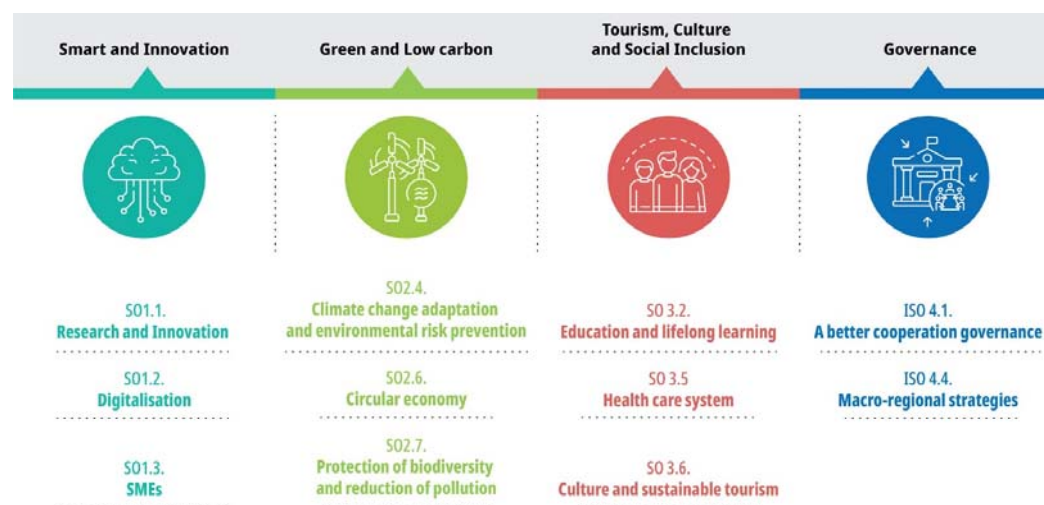 Smart and Innovation
Green and Low carbon
Tourism, Culture
and Social Inclusion
Governance
SO1.1.
Research and Innovation
SO1.2.
Digitalisation
SO1.3.
SMEs
SO2.4.
Climate change adaptation
and environmental risk prevention
SO2.6.
Circular economy
SO2.7.
Protection of biodiversity
and reduction of pollution
SO 3.2.
Education and lifelong learning
SO 3.5
Health care system
SO 3.6.
Culture and sustainable tourism
ISO 4.1.
A better cooperation governance
ISO 4.4.
Macro-regional strategies